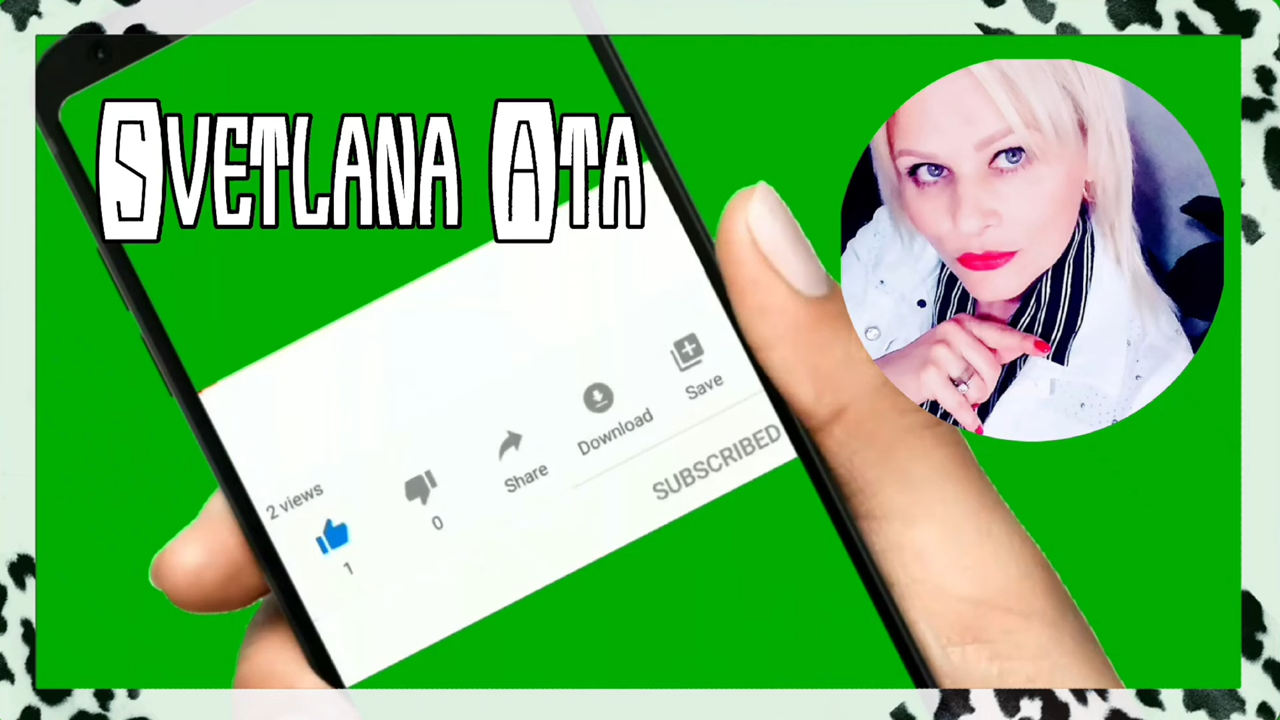 Svetlana Ata
Save
Download
Share
SUBSCRIBED
2 views
0
1